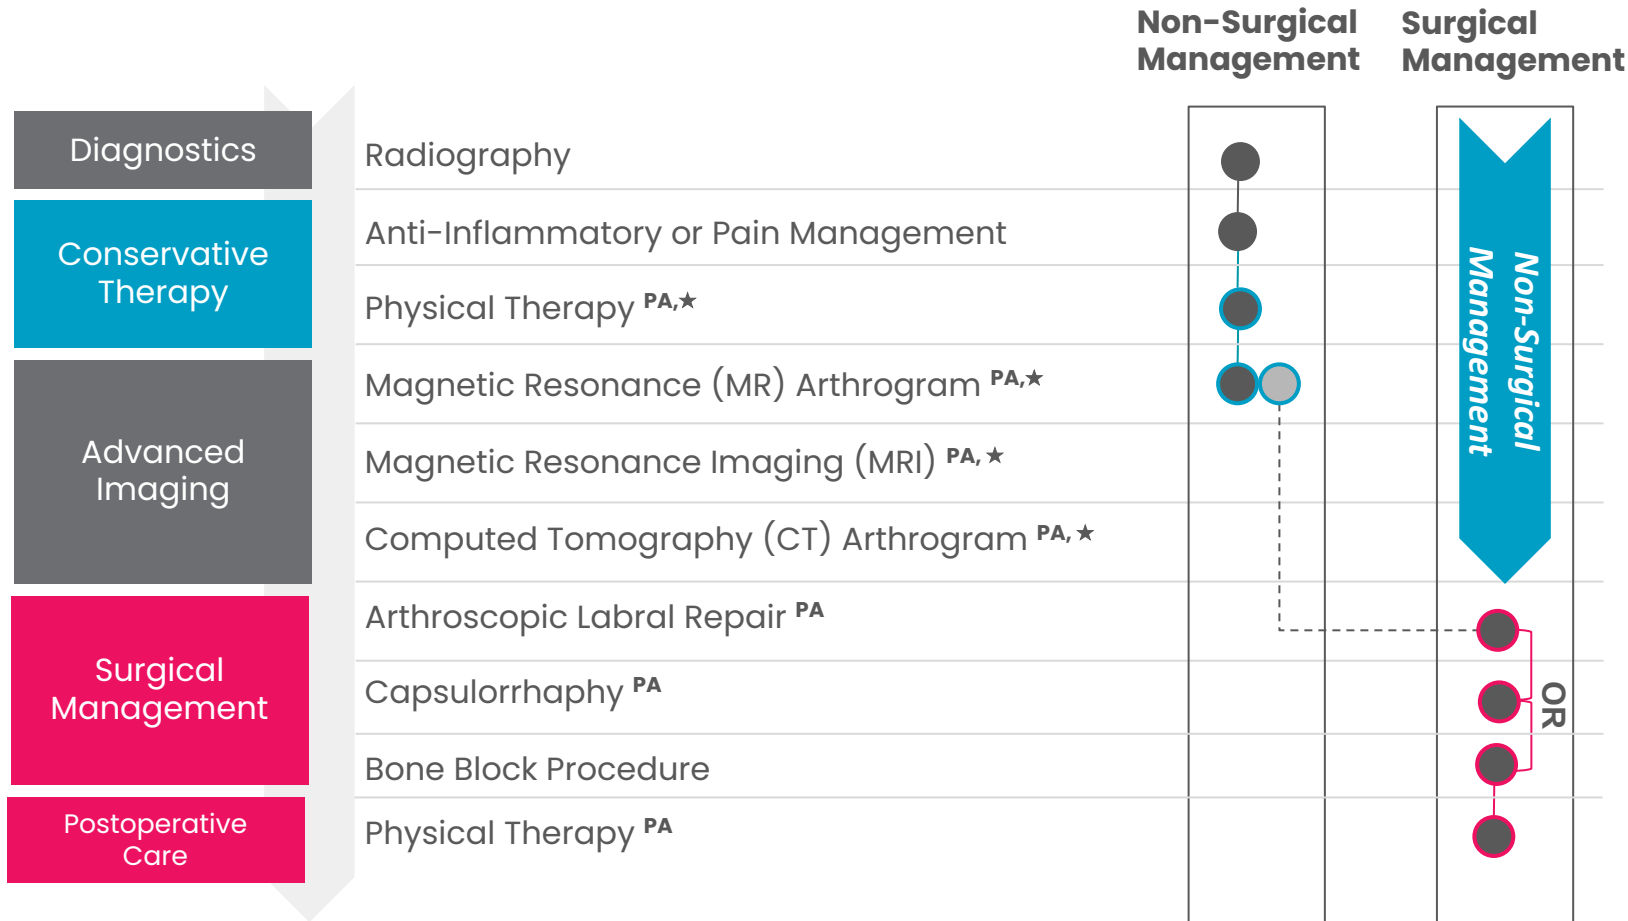 Non-Surgical
Management
Surgical
Management
Diagnostics
Radiography
Conservative
Therapy
Anti-Inflammatory or Pain Management
Physical Therapy PA,★
Advanced
Imaging
Magnetic Resonance (MR) Arthrogram PA,★
Magnetic Resonance Imaging (MRI) PA,★
Computed Tomography (CT) Arthrogram PA,★
Non-Surgical
Management
Surgical
Management
Arthroscopic Labral Repair PA
Capsulorrhaphy PA
Bone Block Procedure
OR
Postoperative
Care
Physical Therapy PA